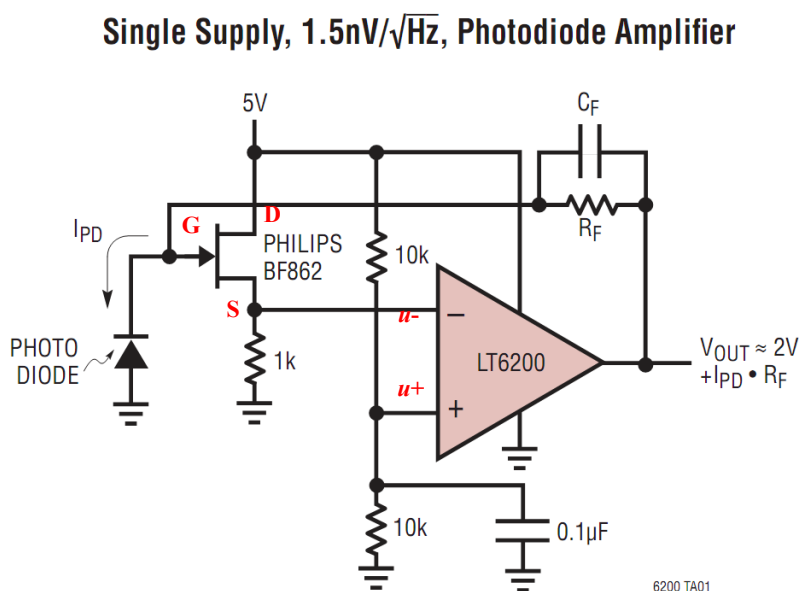 Single Supply, 1.5nV/√Hz, Photodiode Amplifier
5V
CF
IPD
G
D
RF
PHILIPS
BF862
10k
S
u-
−
PHOTO
DIODE
1k
LT6200
VOUT ≈ 2V
+IPD • RF
u+
+
10k
0.1µF
6200 TA01